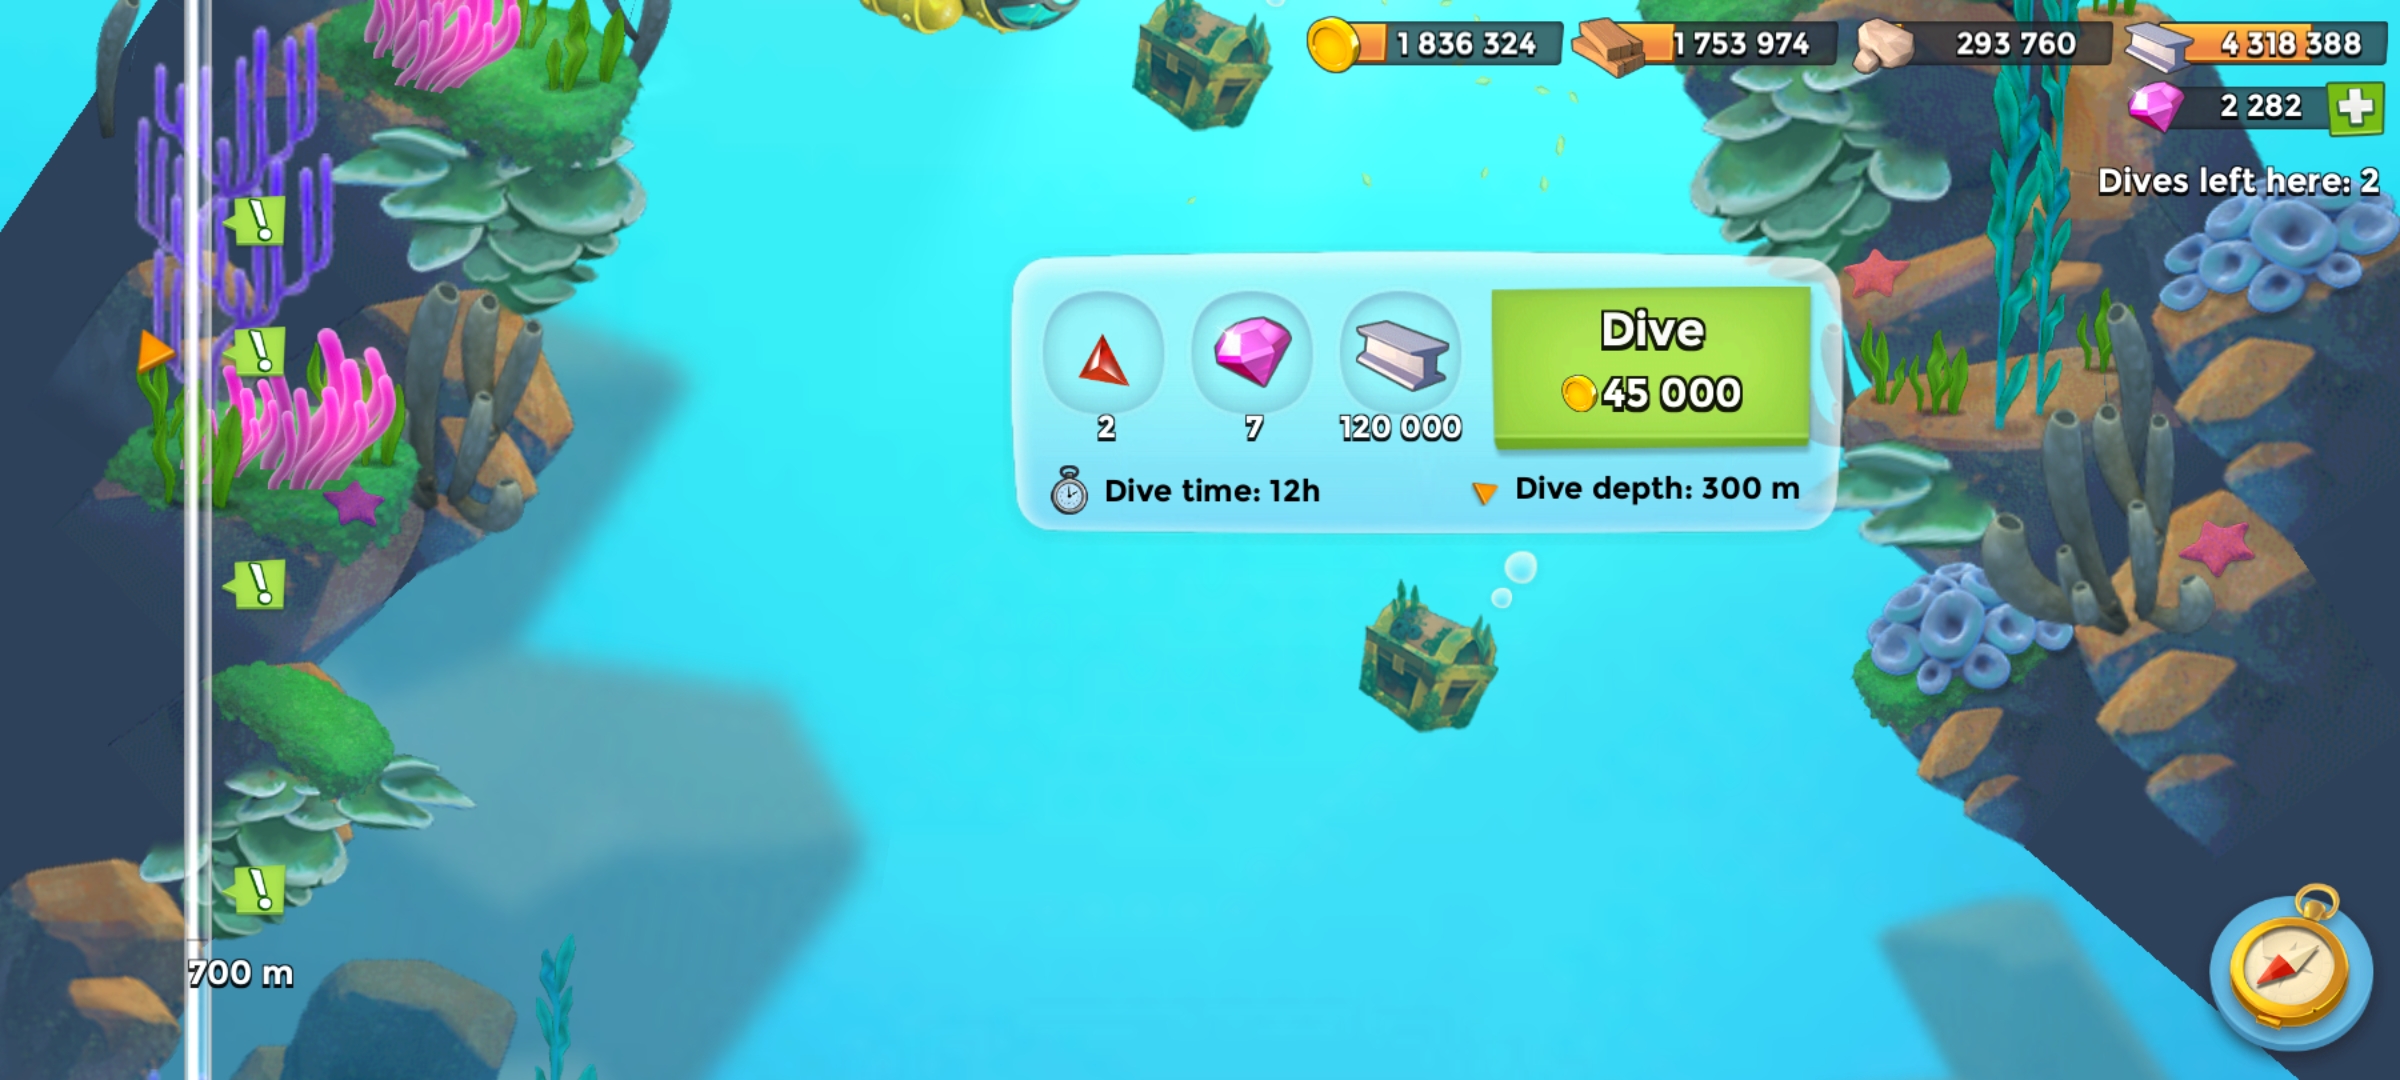 1 836 324
1 753 974
293 760
4 318 388
2 282
Dives left here: 2
!
!
!
!
2
7
120 000
Dive
45 000
Dive time: 12h
Dive depth: 300 m
700 m